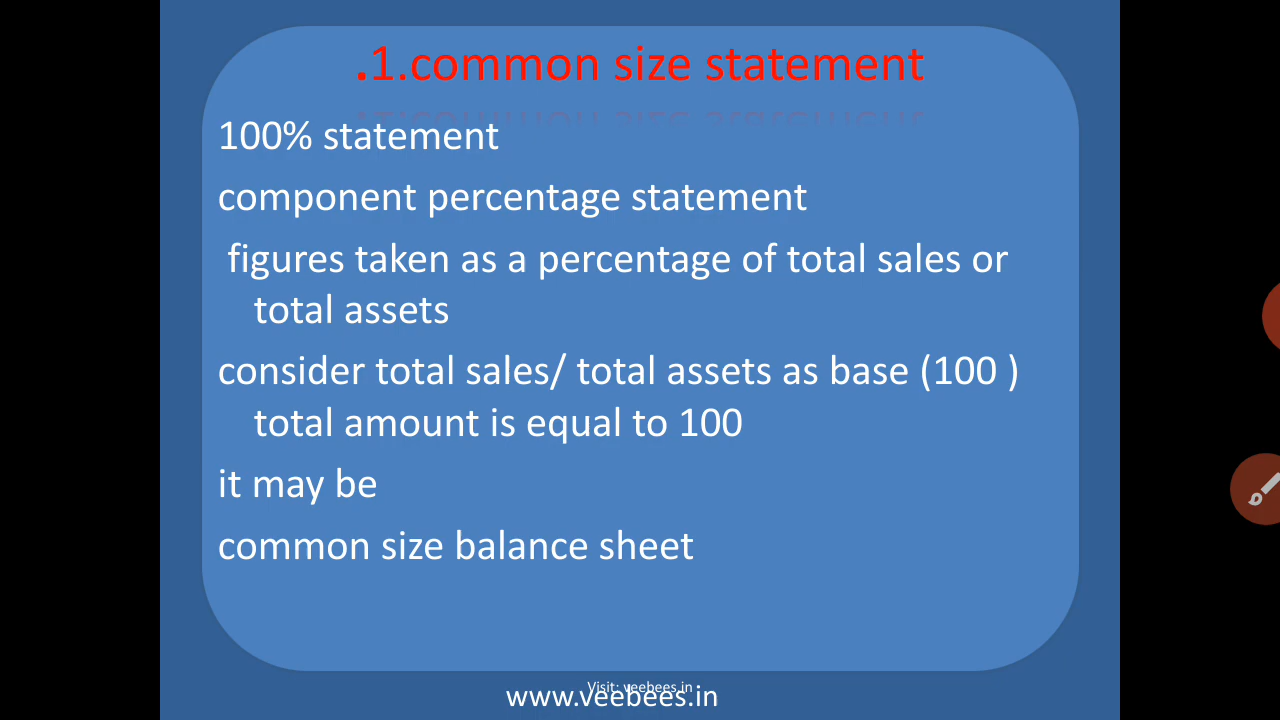 .1.common size statement
100% statement
component percentage statement
figures taken as a percentage of total sales or
total assets
consider total sales/ total assets as base (100 )
total amount is equal to 100
it may be
common size balance sheet
Visit: veebees.in
www.veebees.in